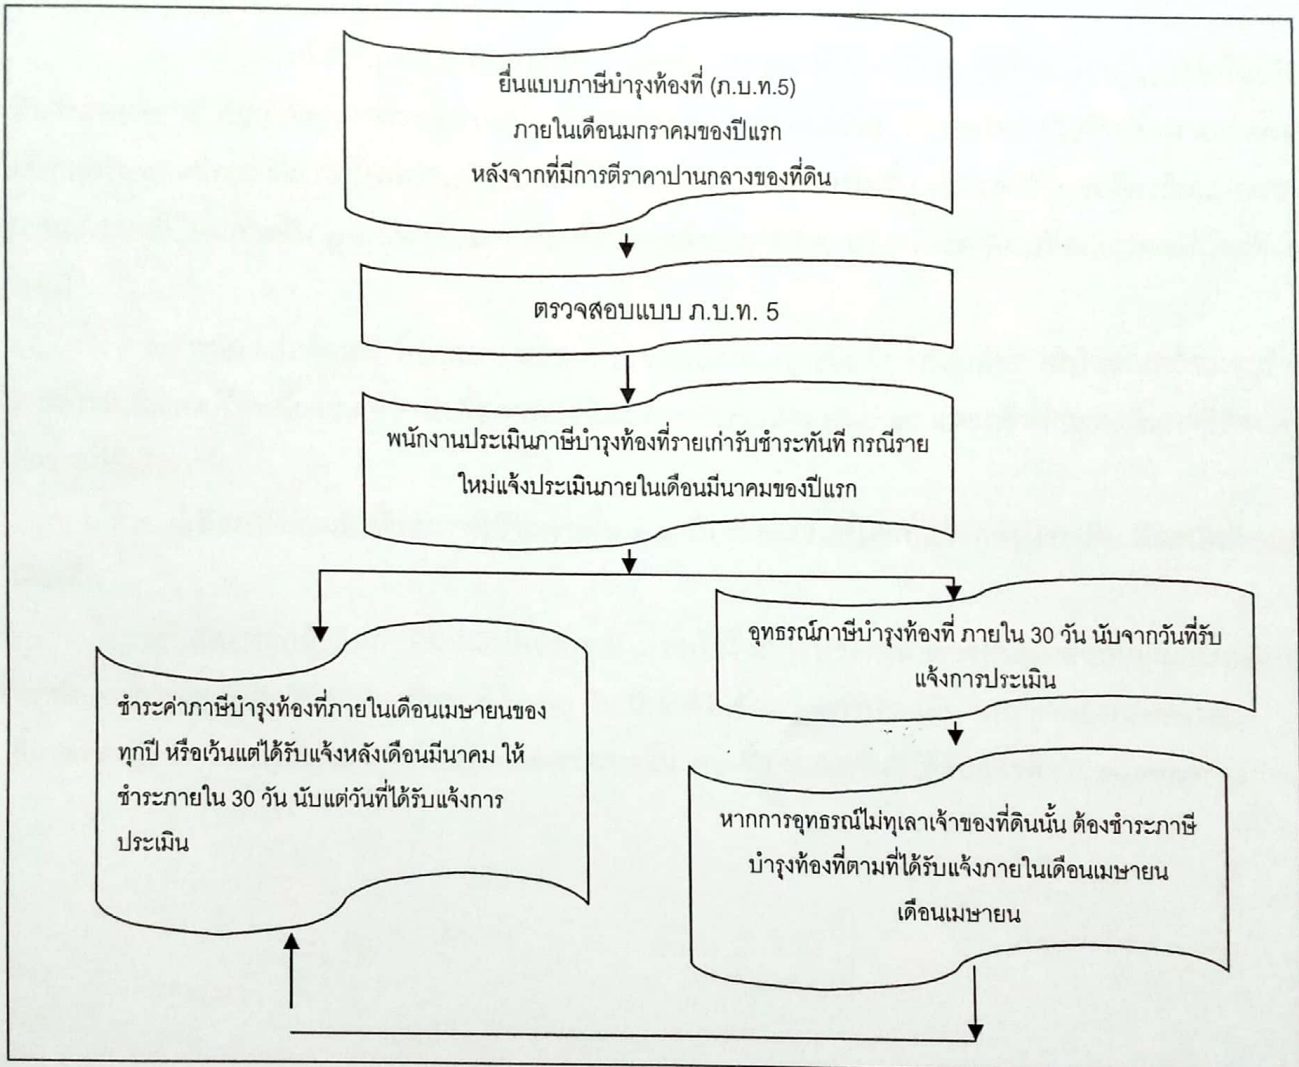 ยื่นแบบภาษีบำรุงท้องที่ (ภ.บ.ท.5)
ภายในเดือนมกราคมของปีแรก
หลังจากที่มีการตีราคาปานกลางของที่ดิน
ตรวจสอบแบบ ภ.บ.ท. 5
พนักงานประเมินภาษีบำรุงท้องที่รายเก่ารับชำระทันที กรณีราย
ใหม่แจ้งประเมินภายในเดือนมีนาคมของปีแรก
อุทธรณ์ภาษีบำรุงท้องที่ ภายใน 30 วัน นับจากวันที่รับ
แจ้งการประเมิน
ชำระค่าภาษีบำรุงท้องที่ภายในเดือนเมษายนของ
ทุกปี หรือเว้นแต่ได้รับแจ้งหลังเดือนมีนาคม ให้
ชำระภายใน 30 วัน นับแต่วันที่ได้รับแจ้งการ
ประเมิน
หากการอุทธรณ์ไม่ทุเลาเจ้าของที่ดินนั้น ต้องชำระภาษี
บำรุงท้องที่ตามที่ได้รับแจ้งภายในเดือนเมษายน
เดือนเมษายน